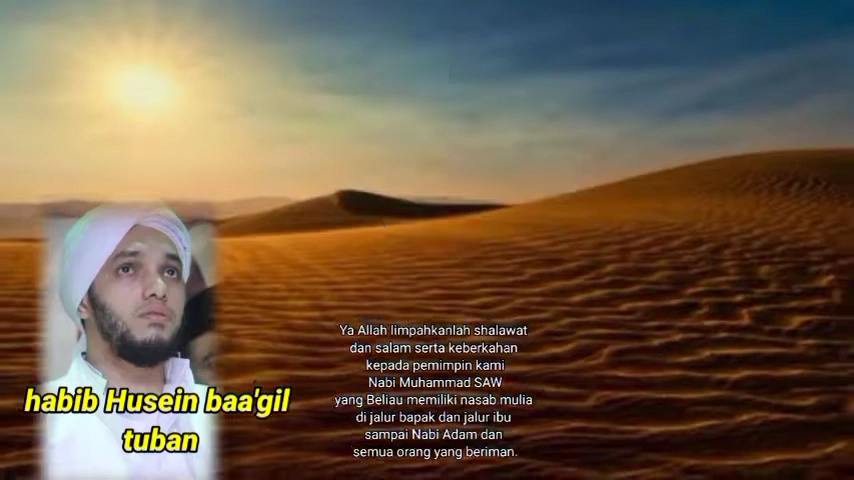 habib Husein baa'gil
tuban
Ya Allah limpahkanlah shalawat
dan salam serta keberkahan
kepada pemimpin kami
Nabi Muhammad SAW
yang Beliau memiliki nasab mulia
di jalur bapak dan jalur ibu
sampai Nabi Adam dan
semua orang yang beriman.